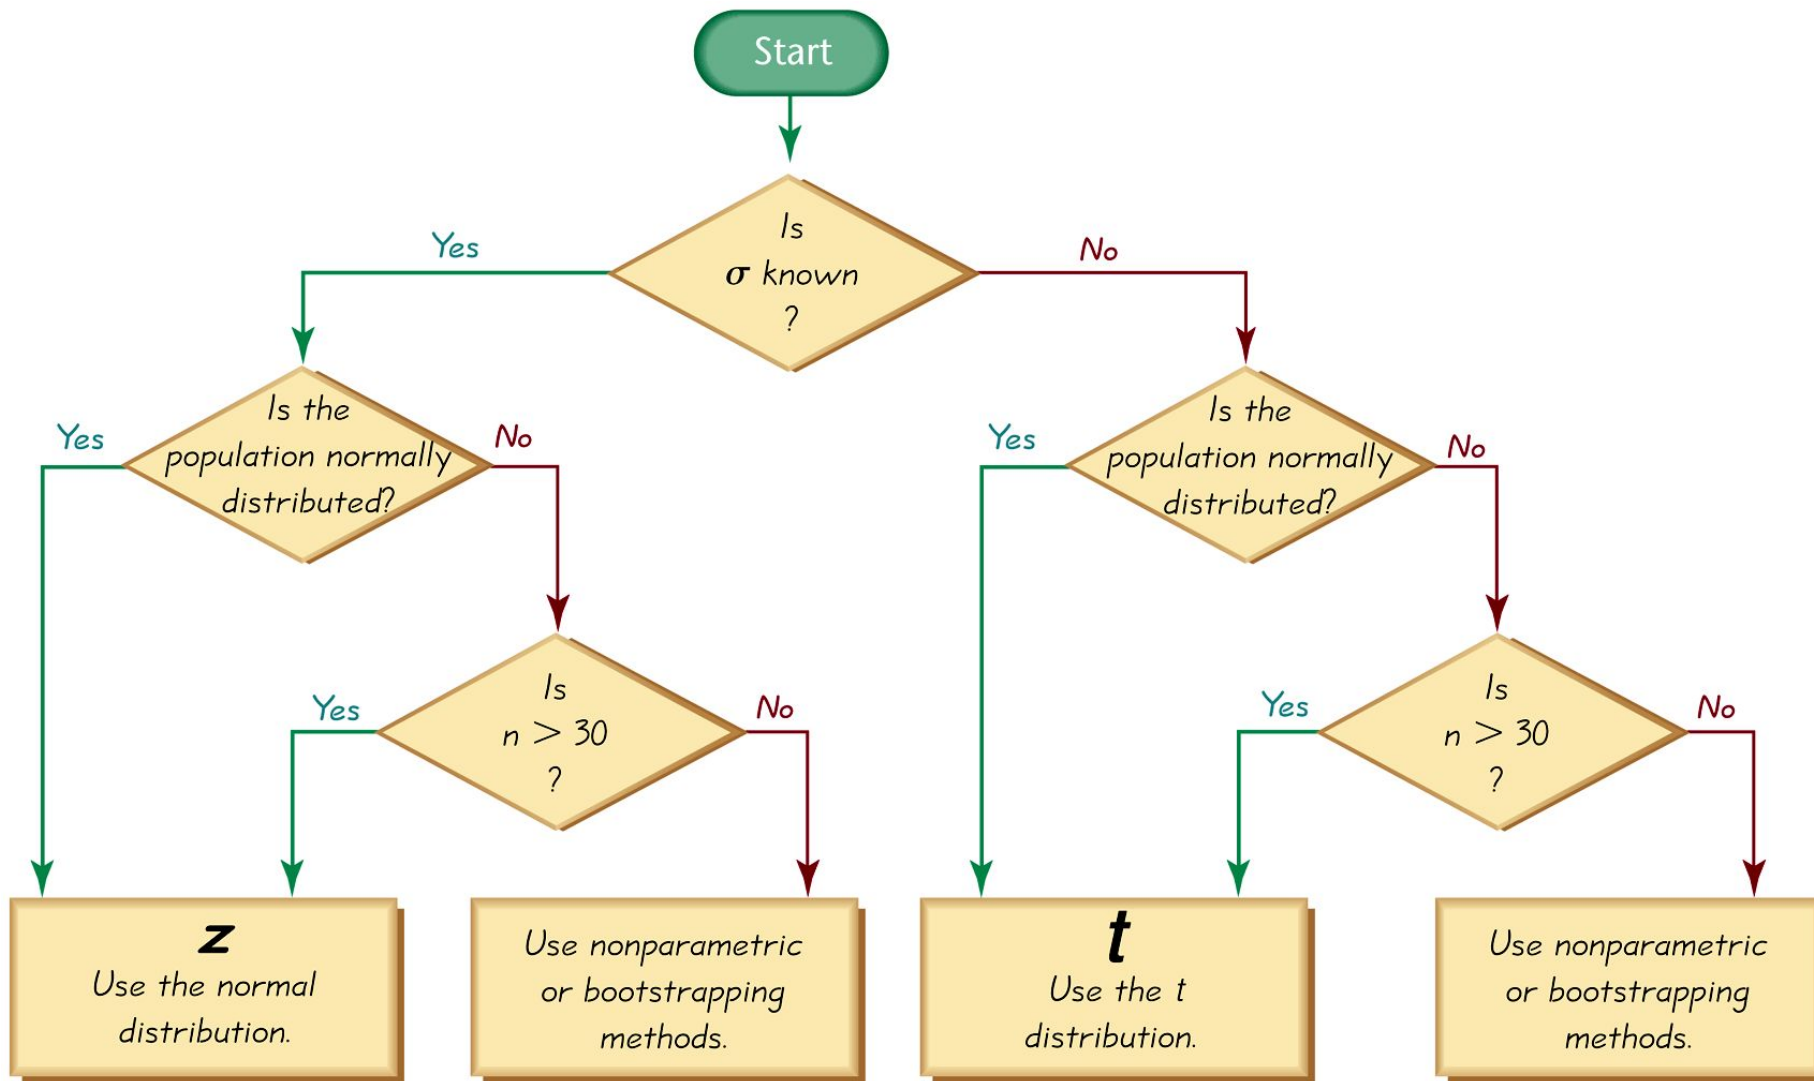 Start
Is
σ known
?
Yes
No
Is the
population normally
distributed?
Yes
No
Is the
population normally
distributed?
Yes
No
Is
n > 30
?
Yes
No
Is
n > 30
?
Yes
No
z
Use the normal
distribution.
Use nonparametric
or bootstrapping
methods.
t
Use the t
distribution.
Use nonparametric
or bootstrapping
methods.